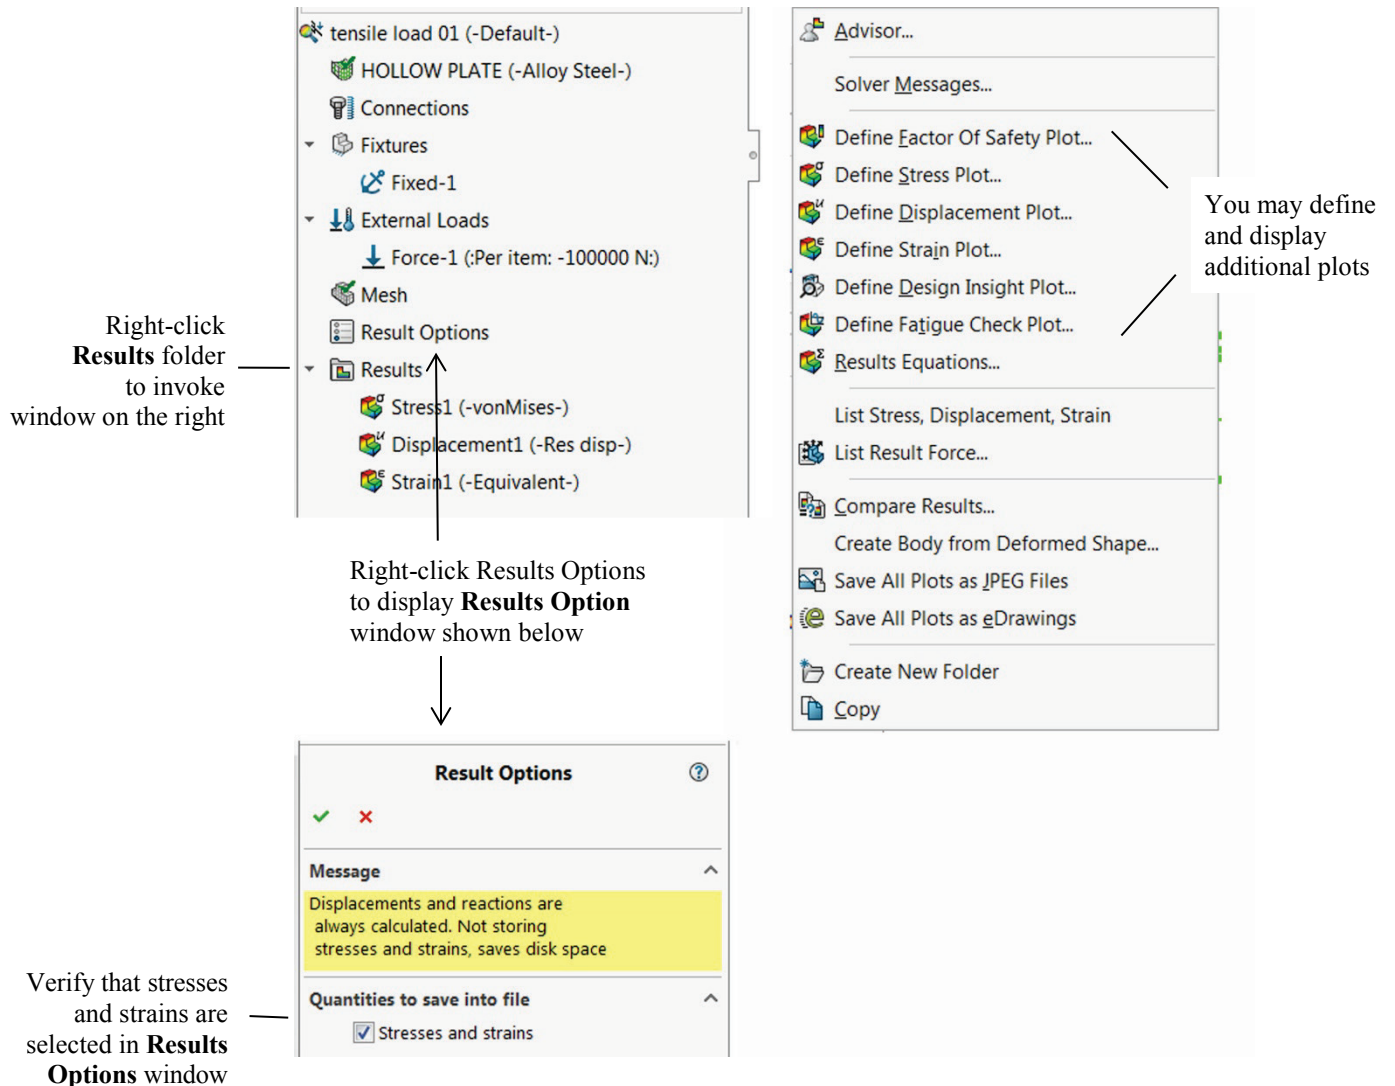 tensile load 01 (-Default-)
HOLLOW PLATE (-Alloy Steel-)
Connections
Fixtures
Fixed-1
External Loads
Force-1 (:Per item: -100000 N:)
Mesh
Result Options
Results
Stress1 (-vonMises-)
Displacement1 (-Res disp-)
Strain1 (-Equivalent-)
Right-click
Results folder
to invoke
window on the right
Advisor...
Solver Messages...
Define Factor Of Safety Plot...
Define Stress Plot...
Define Displacement Plot...
Define Strain Plot...
Define Design Insight Plot...
Define Fatigue Check Plot...
Results Equations...
List Stress, Displacement, Strain
List Result Force...
Compare Results...
Create Body from Deformed Shape...
Save All Plots as JPEG Files
Save All Plots as eDrawings
Create New Folder
Copy
You may define
and display
additional plots
Right-click Results Options
to display Results Option
window shown below
Result Options
Message
Displacements and reactions are
always calculated. Not storing
stresses and strains, saves disk space
Quantities to save into file
Stresses and strains
Verify that stresses
and strains are
selected in Results
Options window